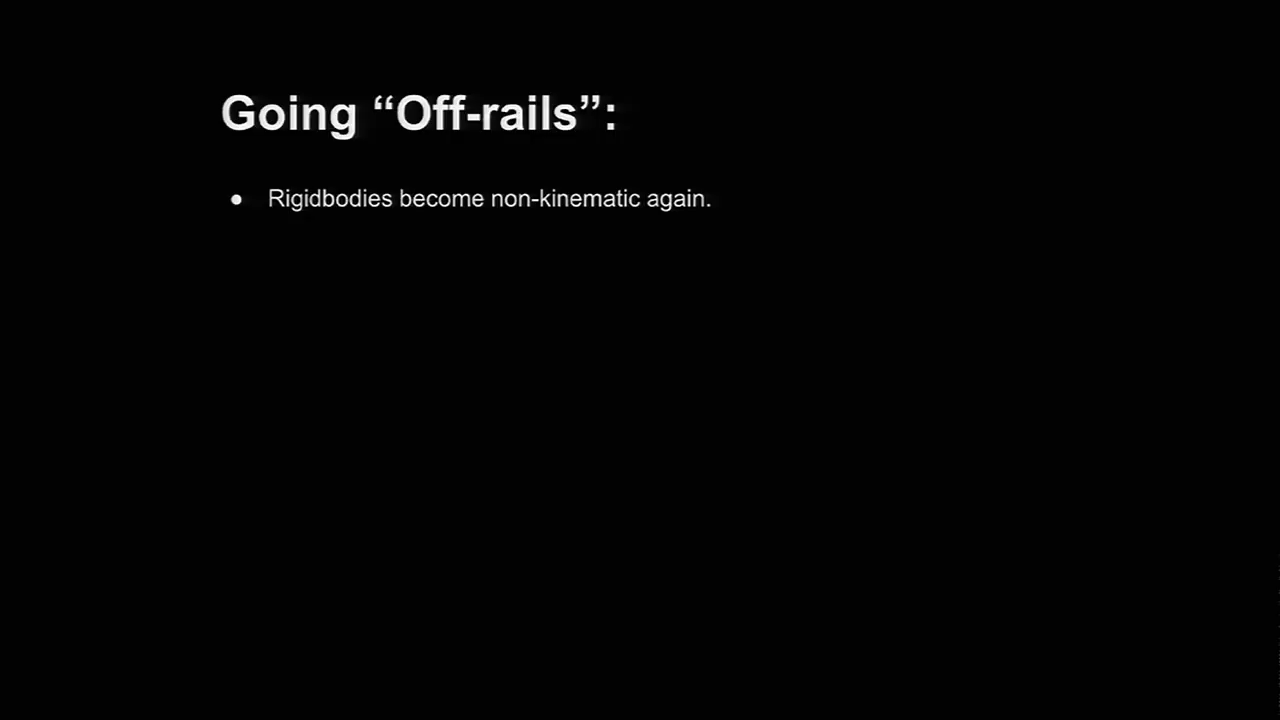 Going “Off-rails”:
● Rigidbodies become non-kinematic again.